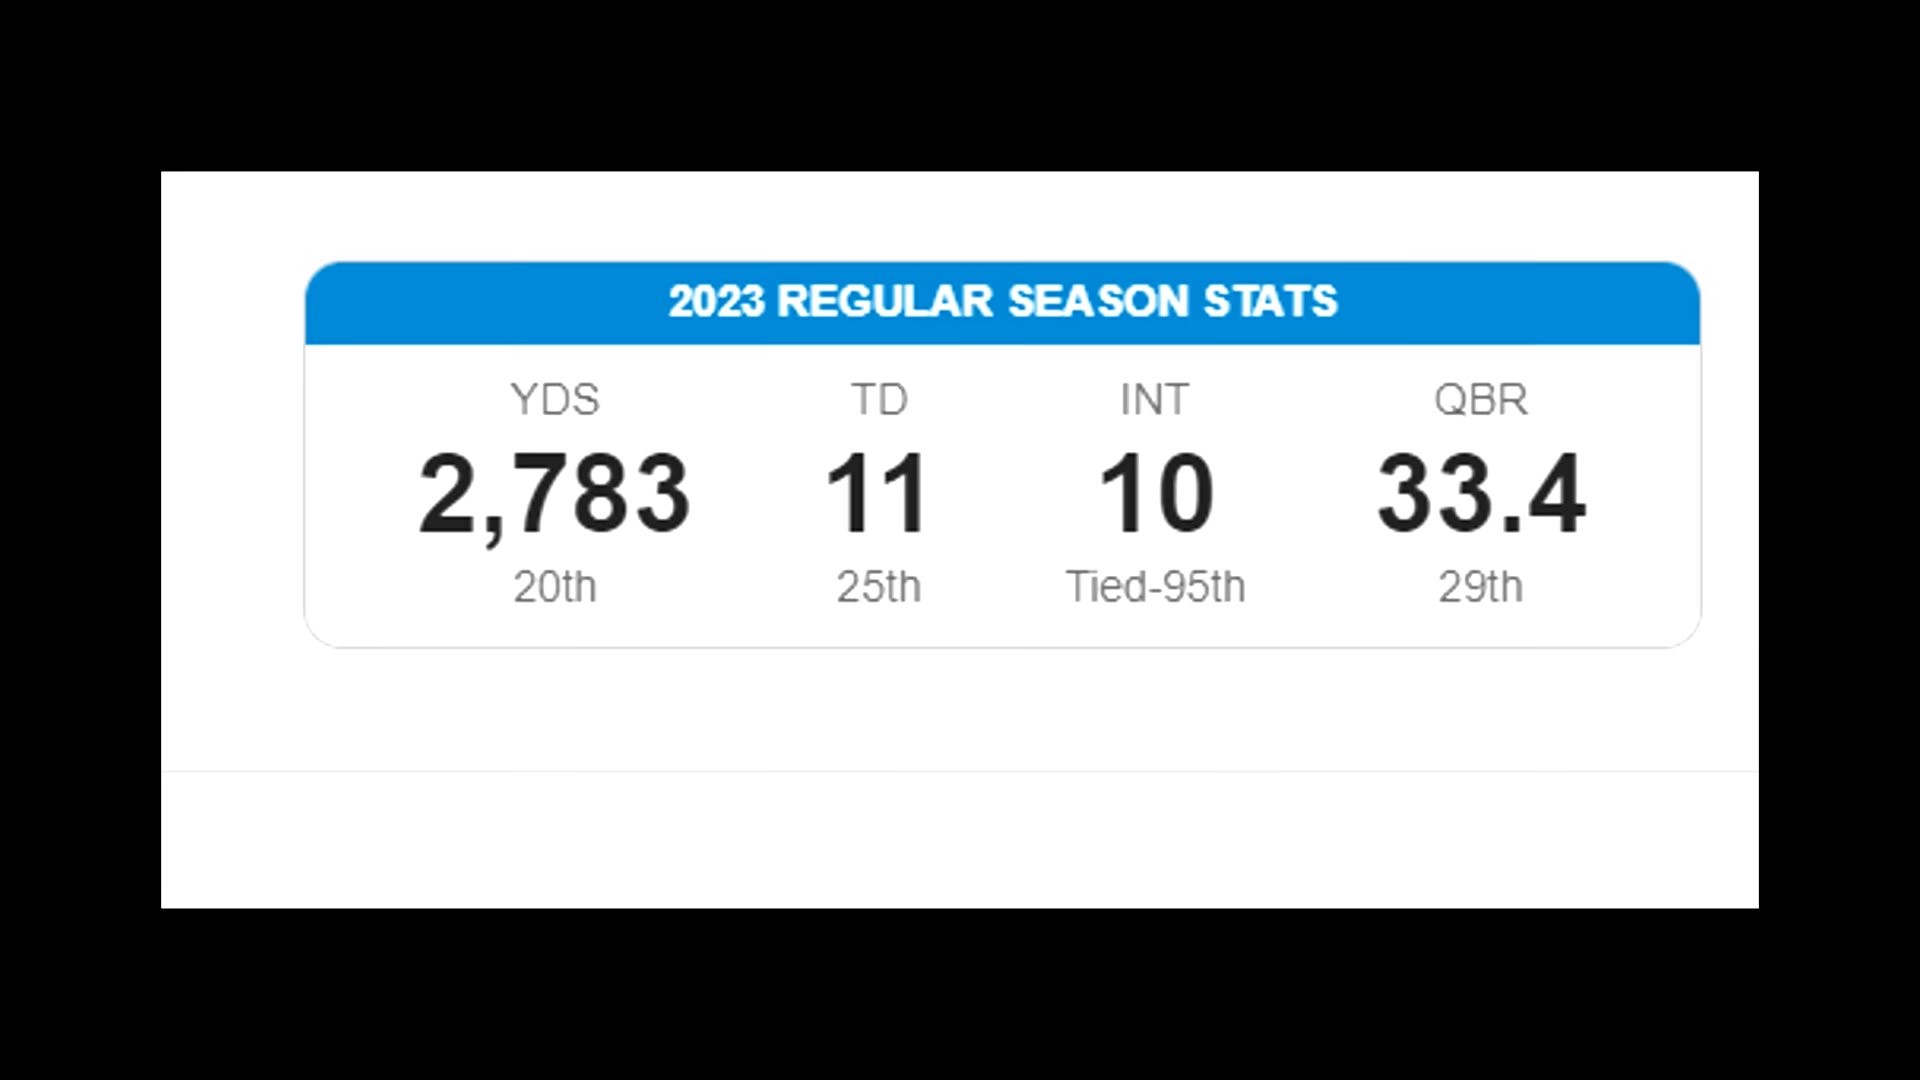 2023 REGULAR SEASON STATS
YDS TD INT QBR
2,783 11 10 33.4
20th 25th Tied-95th 29th